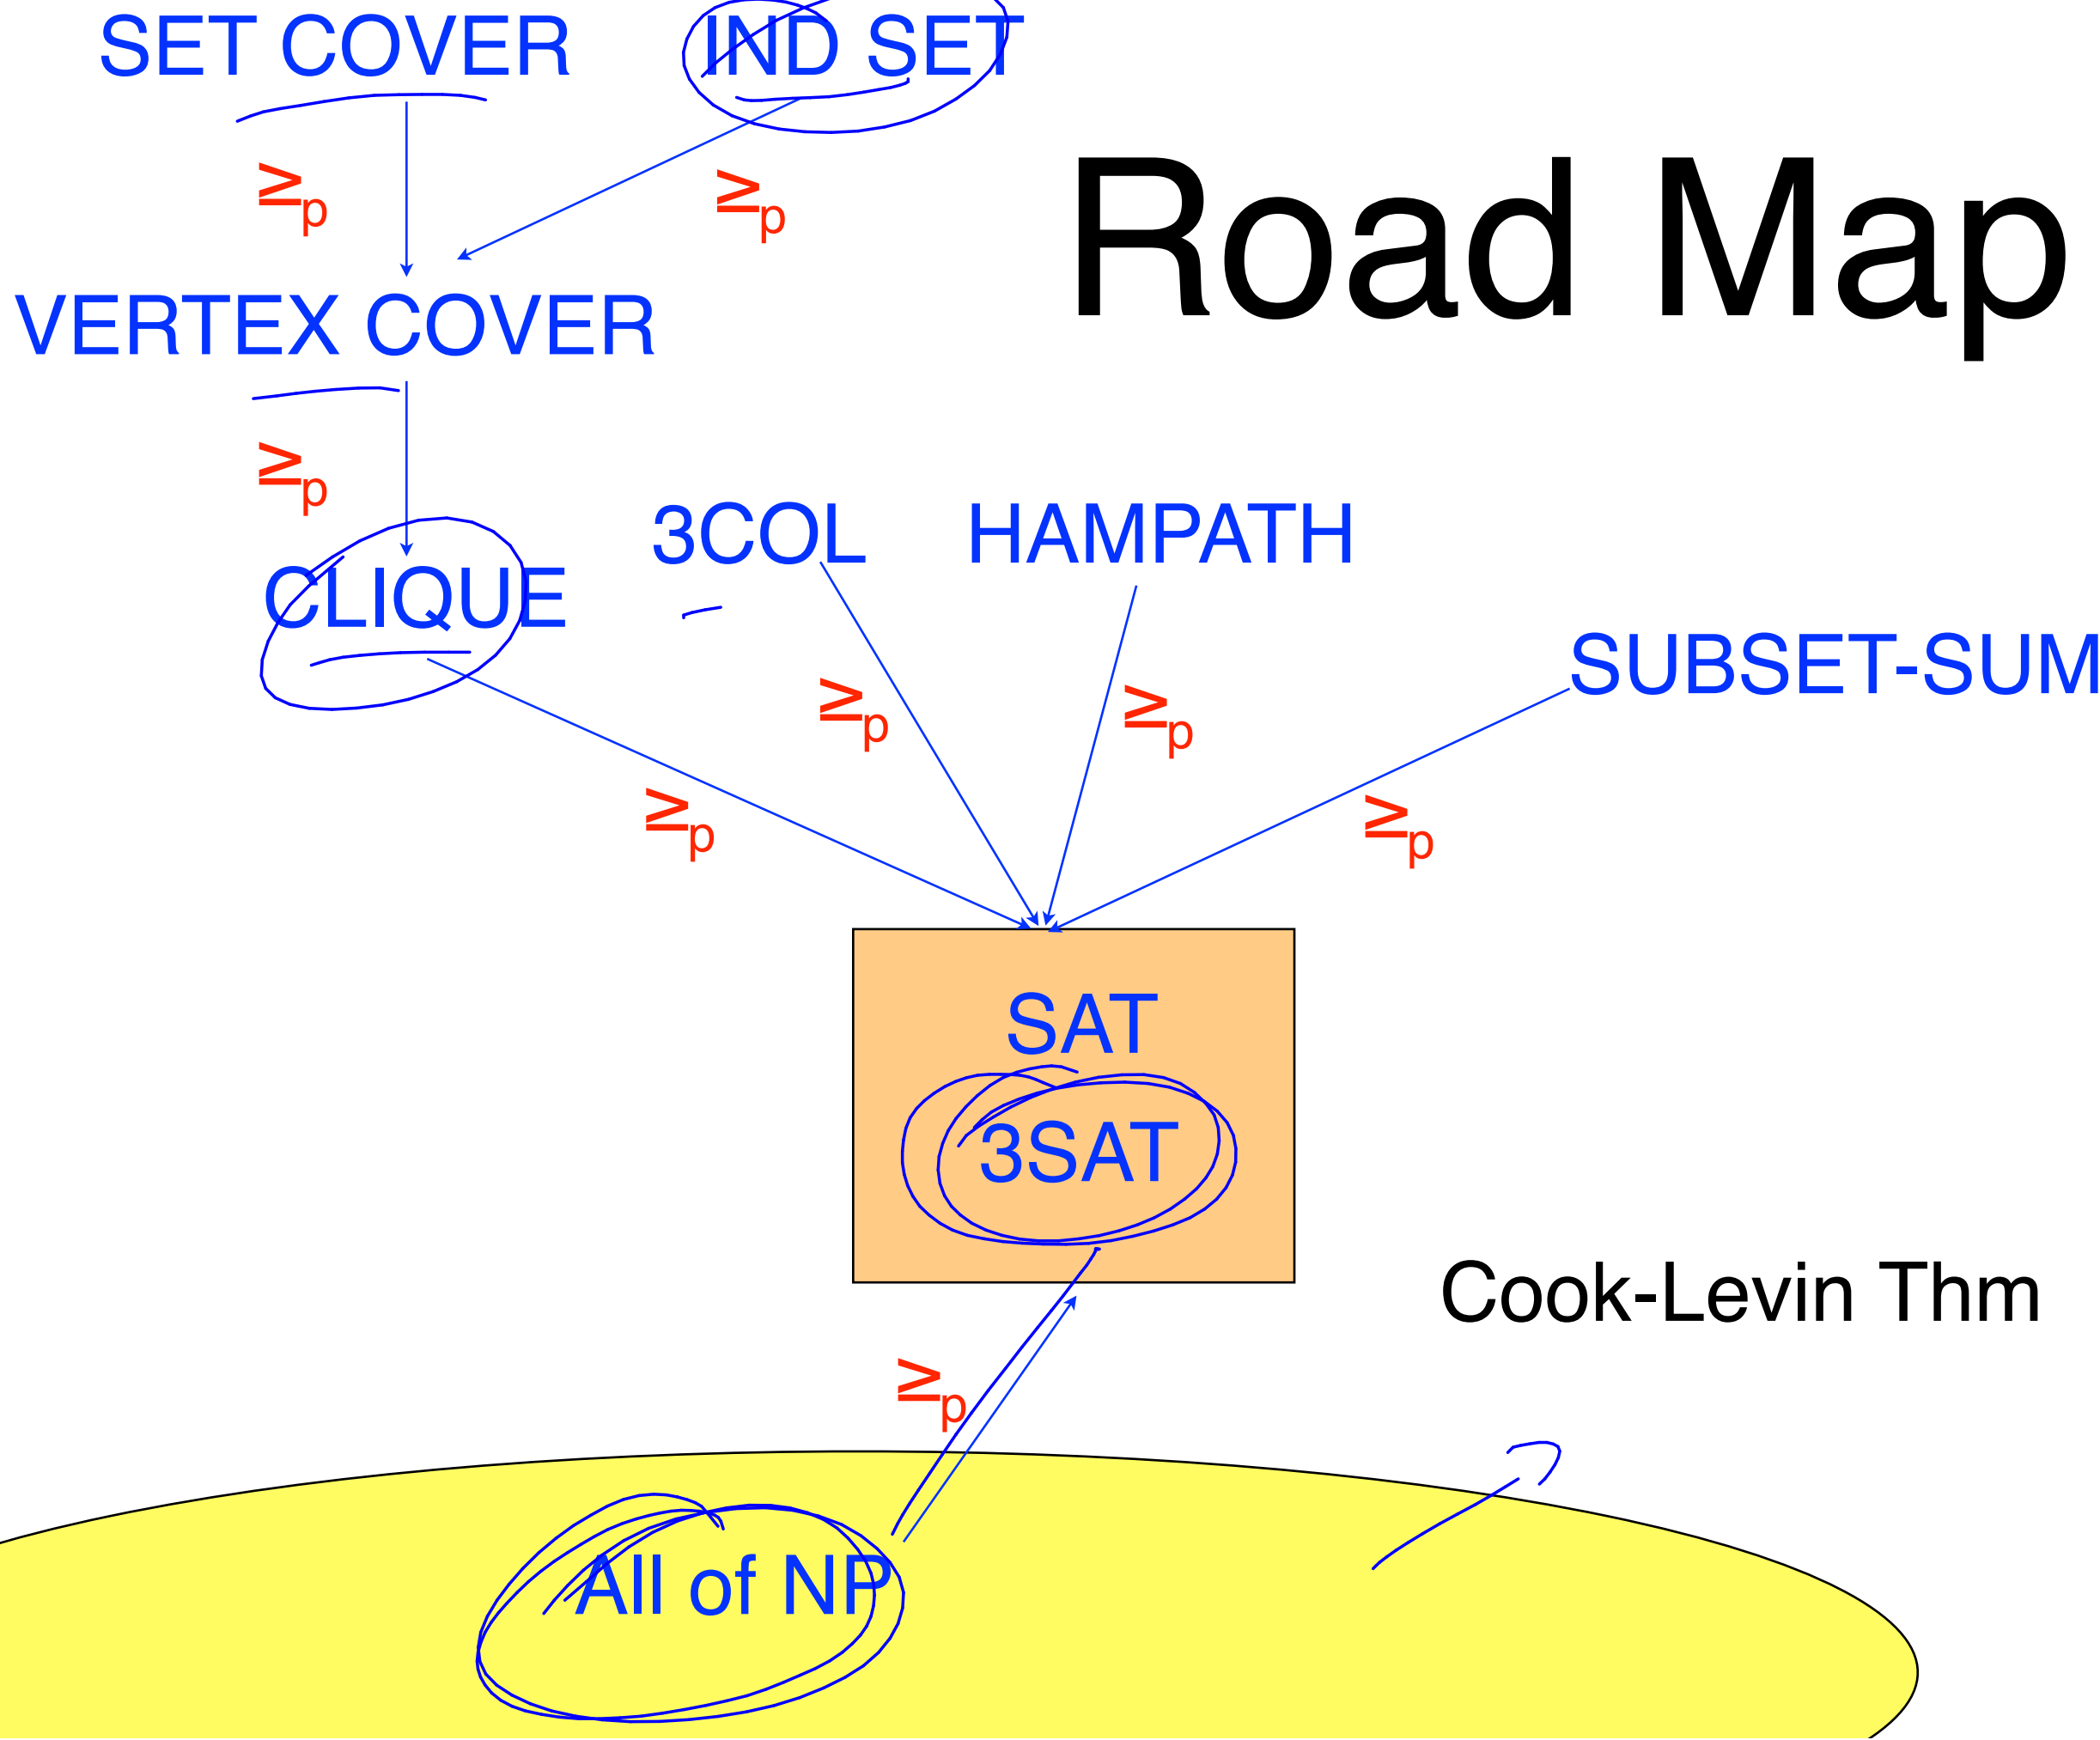 SET COVER
IND SET
≥p
≥p
Road Map
VERTEX COVER
≥p
3COL
HAMPATH
CLIQUE
SUBSET-SUM
≥p
≥p
≥p
≥p
SAT
3SAT
Cook-Levin Thm
≥p
All of NP